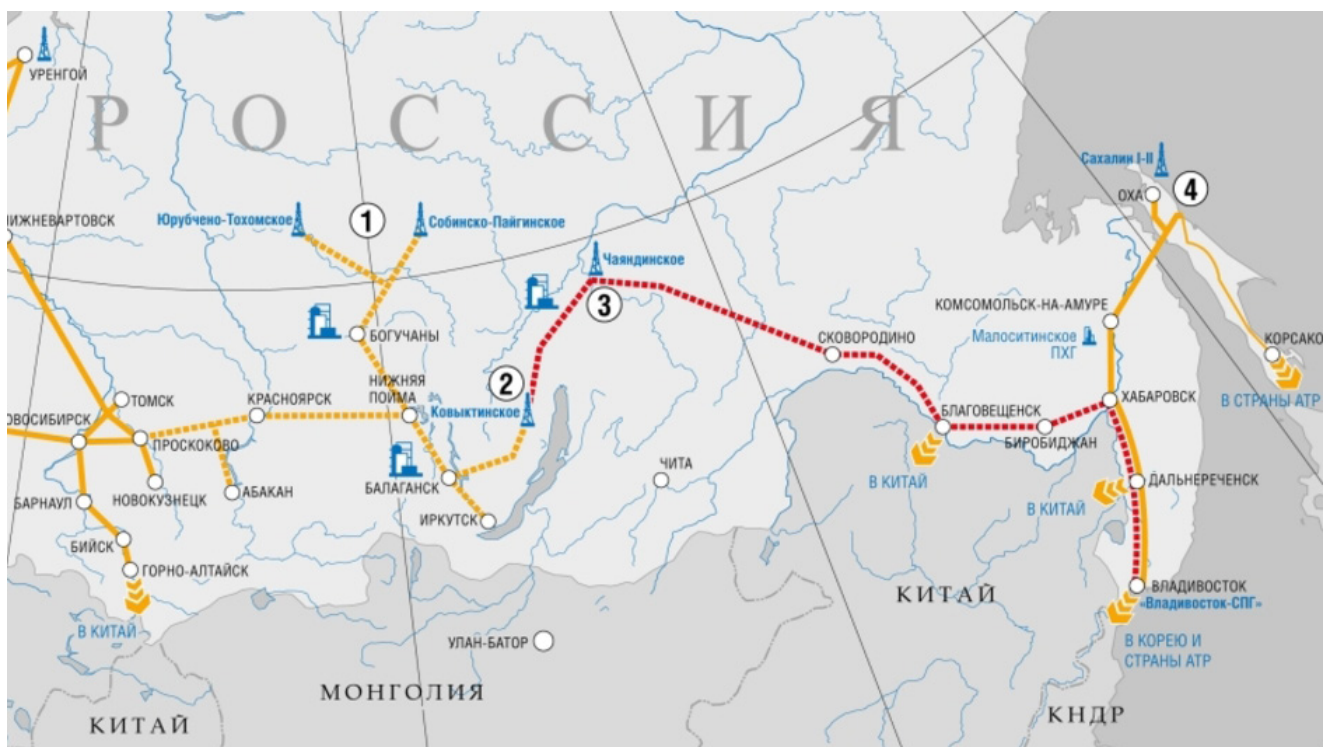 УРЕНГОЙ
РОССИЯ
Сахалин I-II
4
ОХА
НИЖНЕВАРТОВСК
Юрубчено-Тохомское
1
Собинско-Пайгинское
Чаяндинское
3
БОГУЧАНЫ
КОМСОМОЛЬСК-НА-АМУРЕ
Малоситинское
ПХГ
СКОВОРОДИНО
КОРСАКО
В СТРАНЫ АТР
НИЖНЯЯ
ПОЙМА
2
Ковыктинское
ТОМСК
КРАСНОЯРСК
ОВОСИБИРСК
ПРОСКОКОВО
ХАБАРОВСК
БЛАГОВЕЩЕНСК
БИРОБИДЖАН
В КИТАЙ
БАРНАУЛ
НОВОКУЗНЕЦК
АБАКАН
БАЛАГАНСК
ЧИТА
ДАЛЬНЕРЕЧЕНСК
В КИТАЙ
ИРКУТСК
БИЙСК
ГОРНО-АЛТАЙСК
В КИТАЙ
КИТАЙ
ВЛАДИВОСТОК
«Владивосток-СПГ»
УЛАН-БАТОР
В КОРЕЮ И
СТРАНЫ АТР
МОНГОЛИЯ
КИТАЙ
КНДР